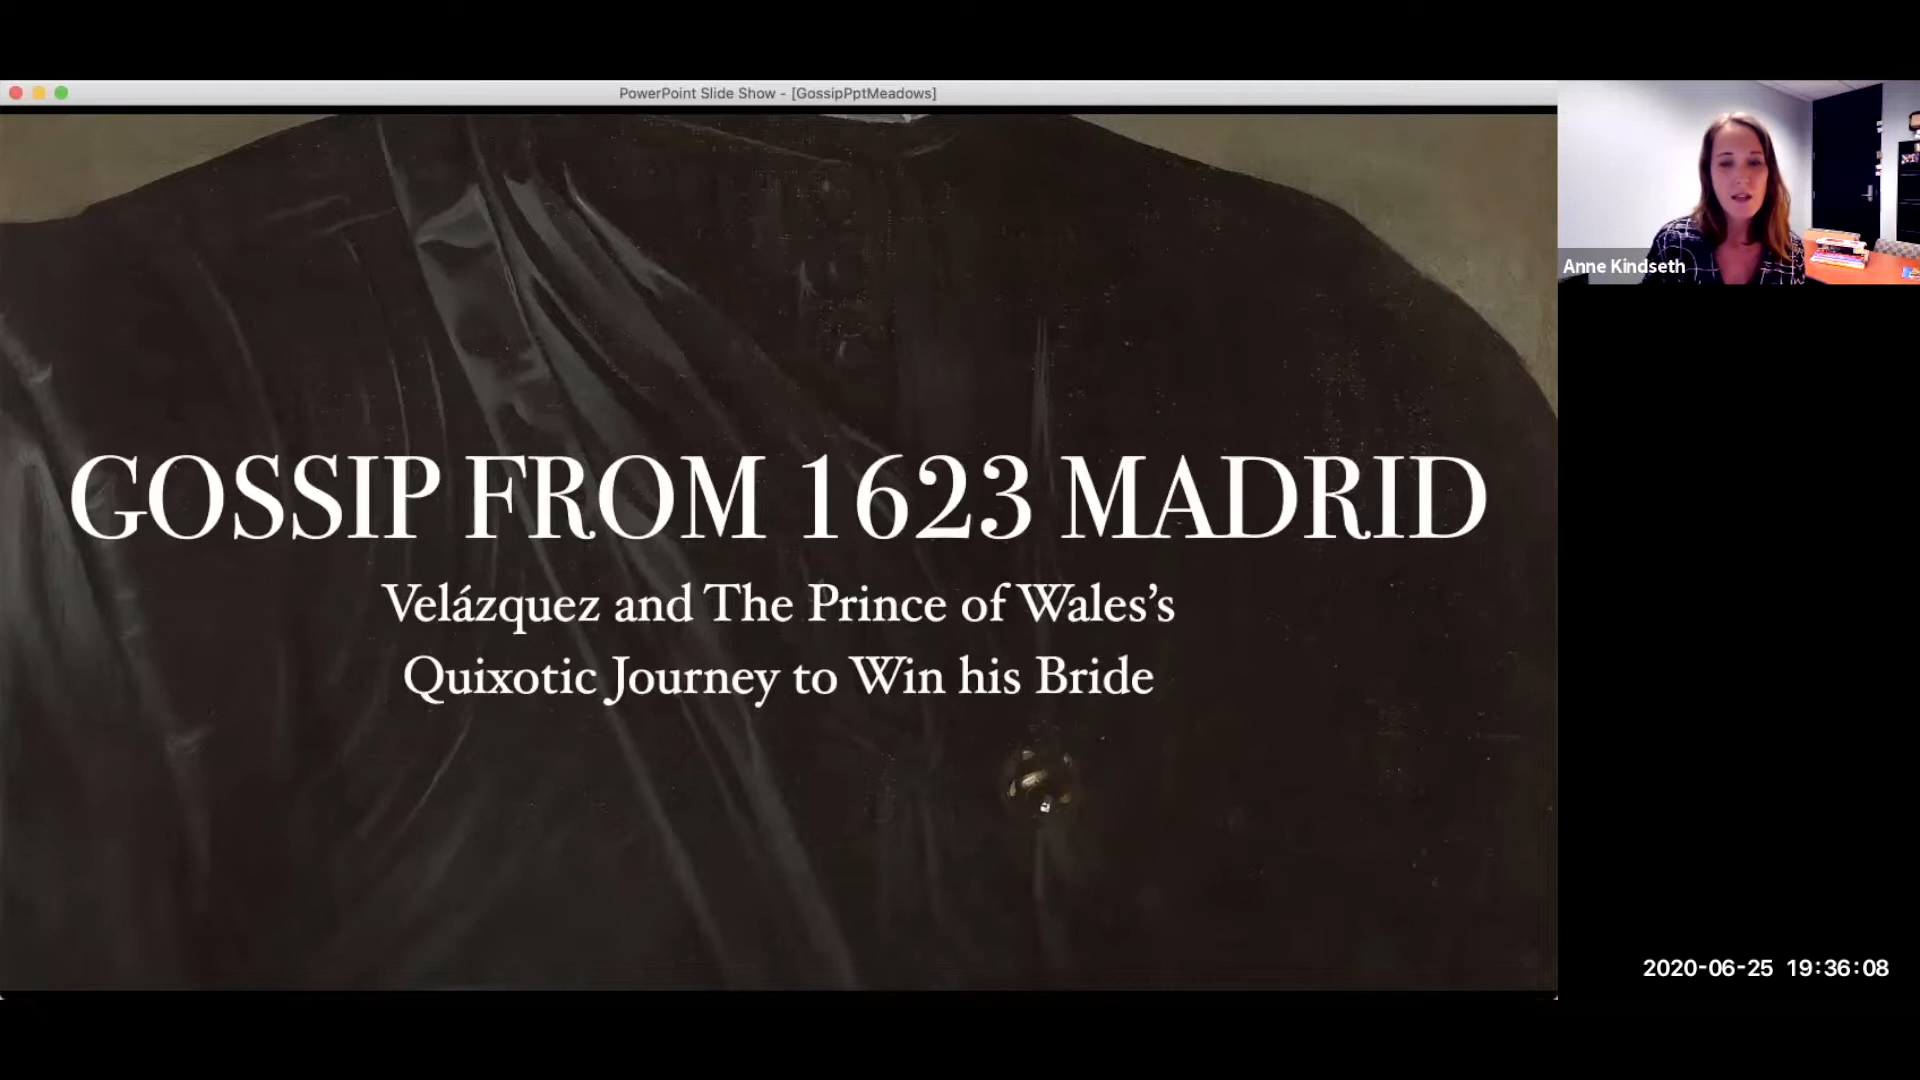 PowerPoint Slide Show - [GossipPptMeadows]
GOSSIP FROM 1623 MADRID
Velázquez and The Prince of Wales’s
Quixotic Journey to Win his Bride
Anne Kindseth
2020-06-25 19:36:08